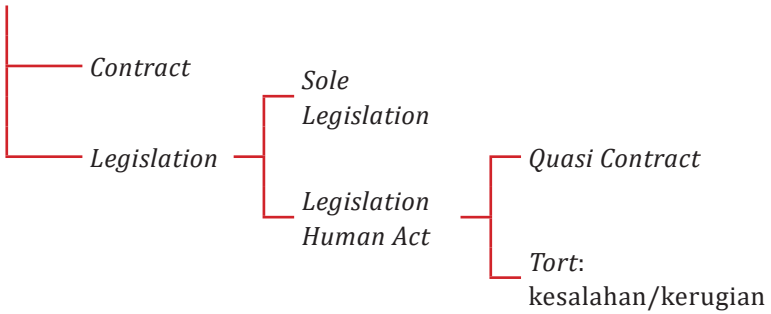 Contract
Legislation
Sole
Legislation
Legislation
Human Act
Quasi Contract
Tort:
kesalahan/kerugian